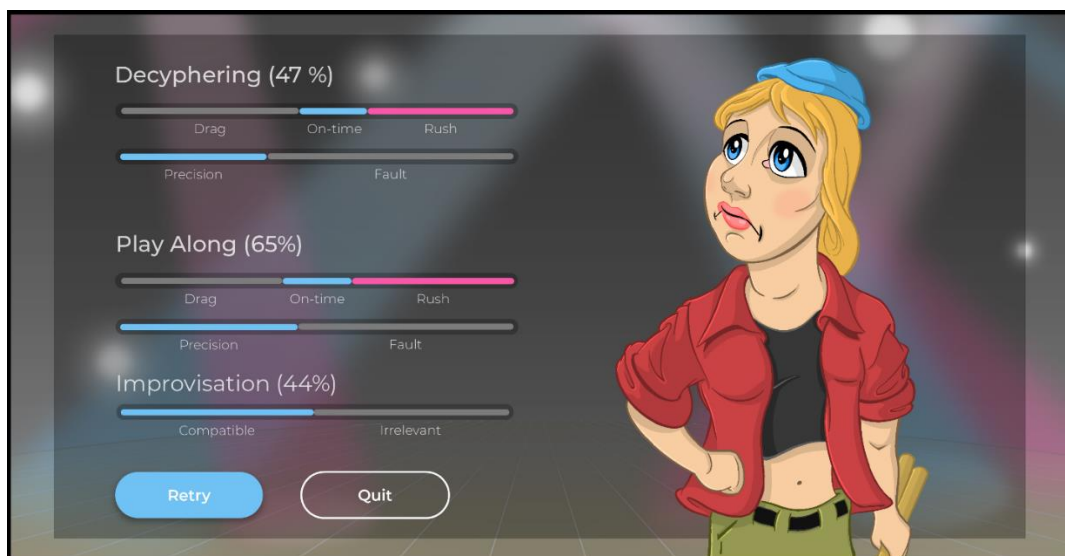 Decyphering (47 %)
Drag On-time Rush
Precision Fault
Play Along (65%)
Drag On-time Rush
Precision Fault
Improvisation (44%)
Compatible Irrelevant
Retry Quit